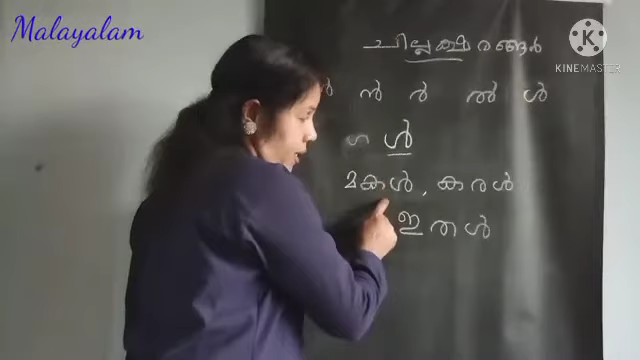 Malayalam
ചില്ലക്ഷരങ്ങൾ
KINEMASTER
ൻ ർ ൽ ൾ
ൾ
മകൾ, കരൾ
ഇതൾ